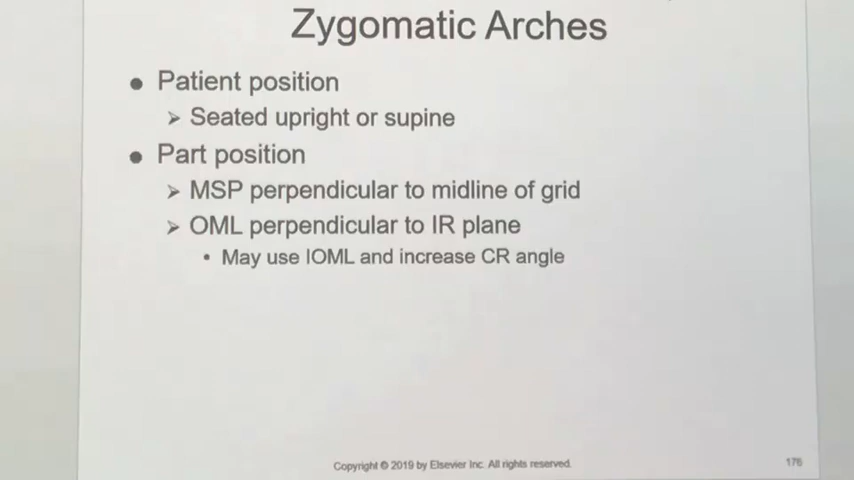 Zygomatic Arches
● Patient position
➢ Seated upright or supine
● Part position
➢ MSP perpendicular to midline of grid
➢ OML perpendicular to IR plane
• May use IOML and increase CR angle
Copyright © 2019 by Elsevier Inc. All rights reserved.
176